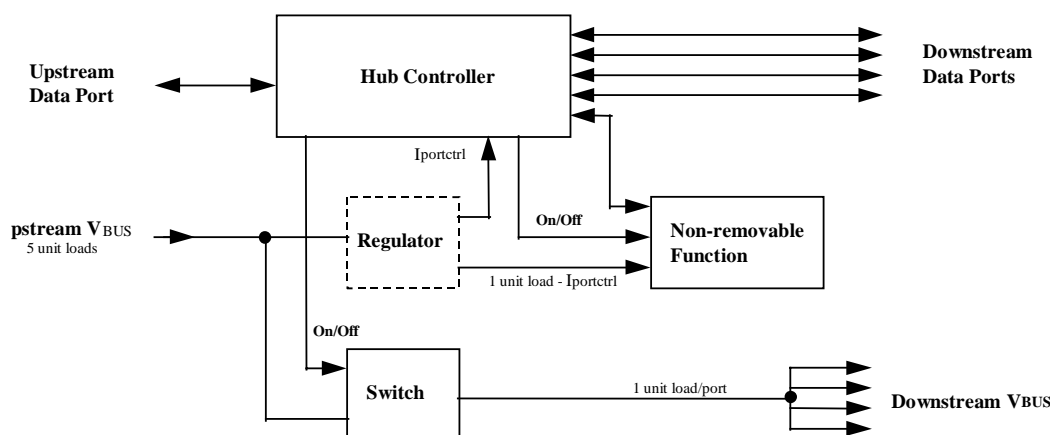 Upstream
Data Port
Hub Controller
Downstream
Data Ports
Iportctrl
pstream VBUS
5 unit loads
Regulator
On/Off
Non-removable
Function
1 unit load - Iportctrl
On/Off
Switch
1 unit load/port
Downstream VBUS